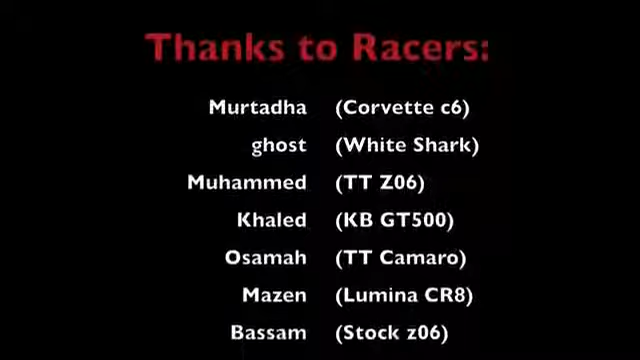 Thanks to Racers:
Murtadha (Corvette c6)
ghost (White Shark)
Muhammed (TT Z06)
Khaled (KB GT500)
Osamah (TT Camaro)
Mazen (Lumina CR8)
Bassam (Stock z06)